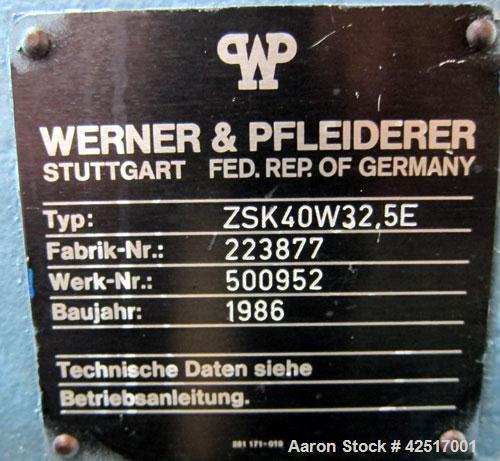 WP
WERNER & PFLEIDERER
STUTTGART FED. REP. OF GERMANY
Typ: ZSK40W32,5E
Fabrik-Nr.: 223877
Werk-Nr.: 500952
Baujahr: 1986
Technische Daten siehe
Betriebsanleitung.
Aaron Stock # 42517001